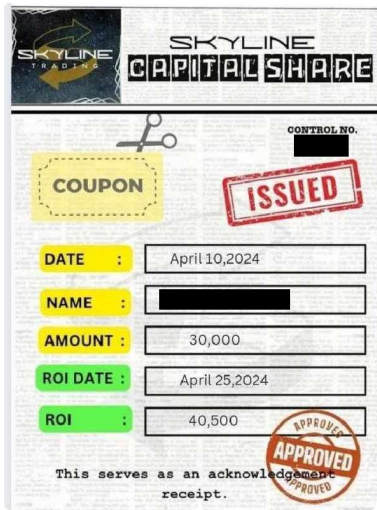 SKYLINE
TRADING
SKYLINE
CAPITAL SHARE
CONTROL NO.
COUPON
ISSUED
DATE : April 10,2024
NAME :
AMOUNT : 30,000
ROI DATE : April 25,2024
ROI : 40,500
APPROVED
APPROVED
APPROVED
This serves as an acknowledgement
receipt.